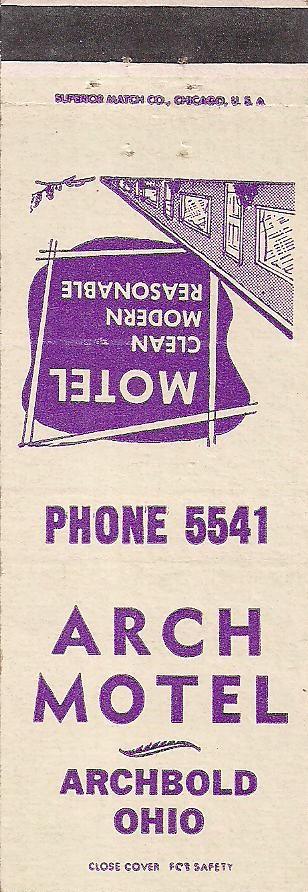 SUPERIOR MATCH CO., CHICAGO, U. S. A.
MOTEL
CLEAN
MODERN
REASONABLE
PHONE 5541
ARCH
MOTEL
ARCHBOLD
OHIO
CLOSE COVER FOR SAFETY